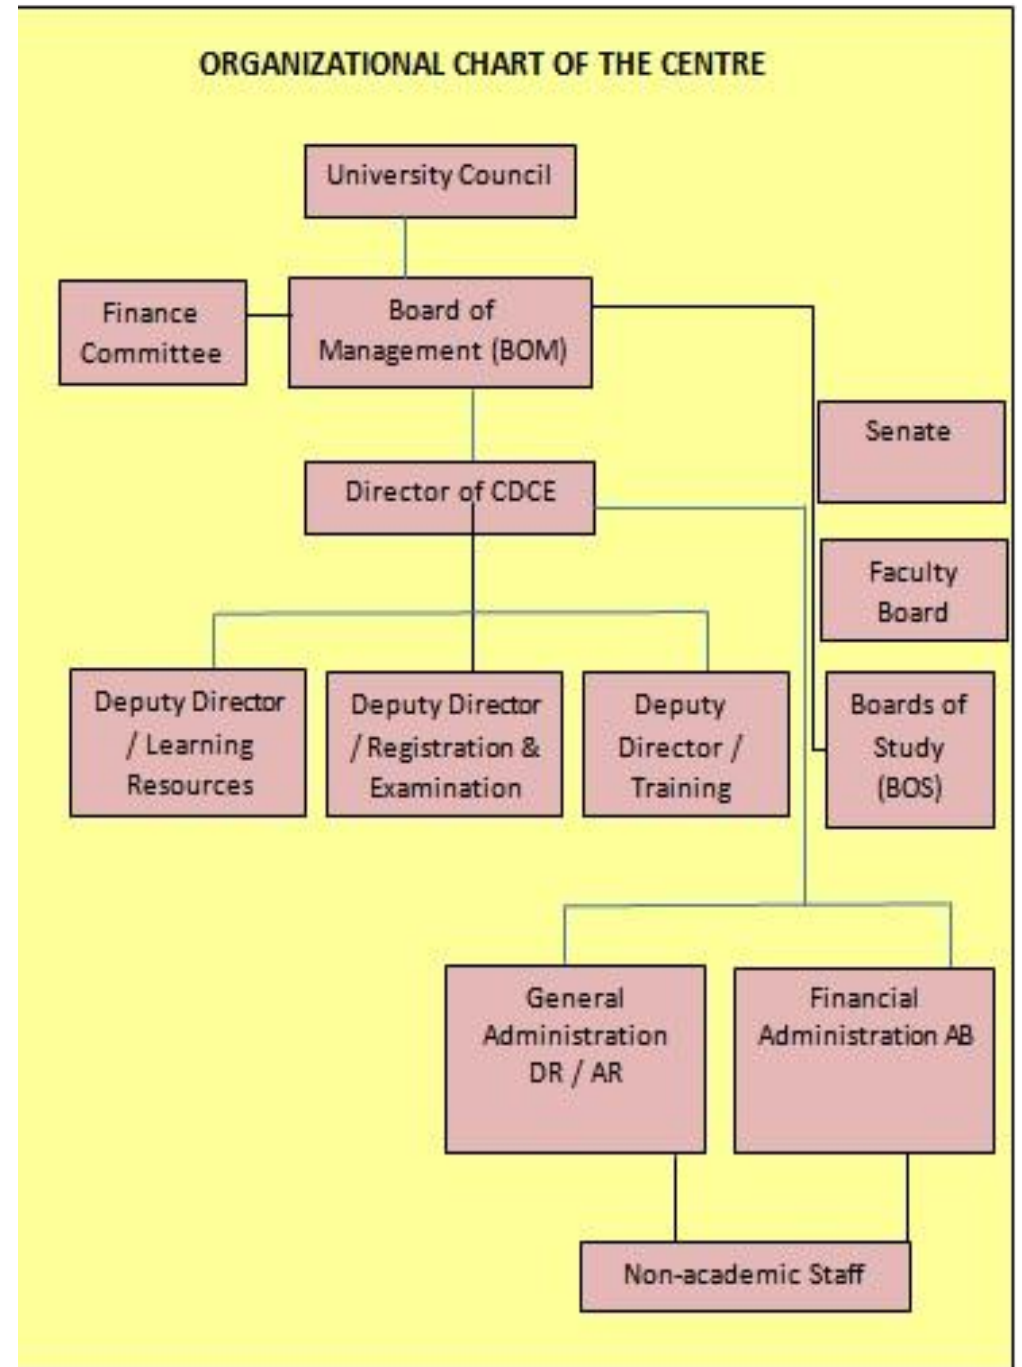 ORGANIZATIONAL CHART OF THE CENTRE
University Council
Finance
Committee
Board of
Management (BOM)
Senate
Director of CDCE
Faculty
Board
Deputy Director
/ Learning
Resources
Deputy Director
/ Registration &
Examination
Deputy
Director /
Training
Boards of
Study
(BOS)
General
Administration
DR / AR
Financial
Administration AB
Non-academic Staff